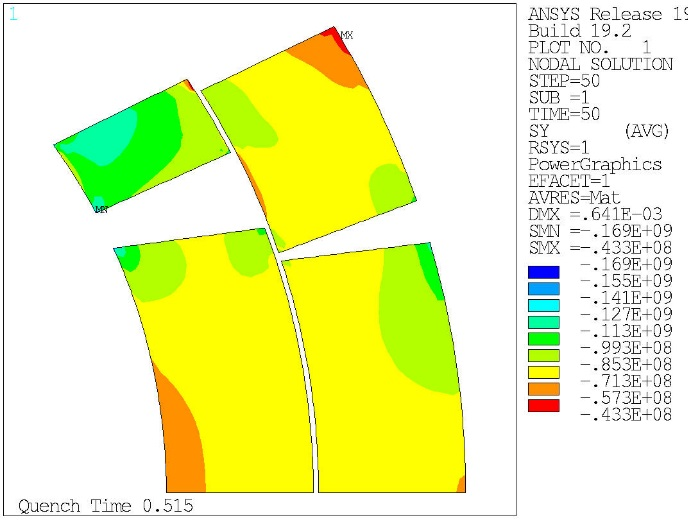 1
ANSYS Release 19
Build 19.2
PLOT NO. 1
NODAL SOLUTION
STEP=50
SUB =1
TIME=50
SY (AVG)
RSYS=1
PowerGraphics
EFACET=1
AVRES=Mat
DMX =.641E-03
SMN =-.169E+09
SMX =-.433E+08
-.169E+09
-.155E+09
-.141E+09
-.127E+09
-.113E+09
-.993E+08
-.853E+08
-.713E+08
-.573E+08
-.433E+08
MX
MN
Quench Time 0.515